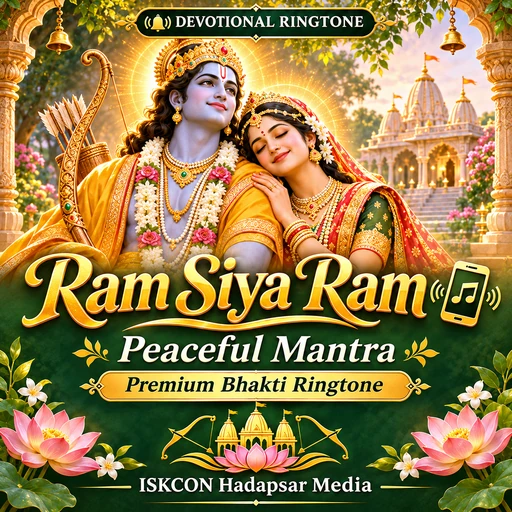 DEVOTIONAL RINGTONE
Ram Siya Ram
Peaceful Mantra
Premium Bhakti Ringtone
ISKCON Hadapsar Media